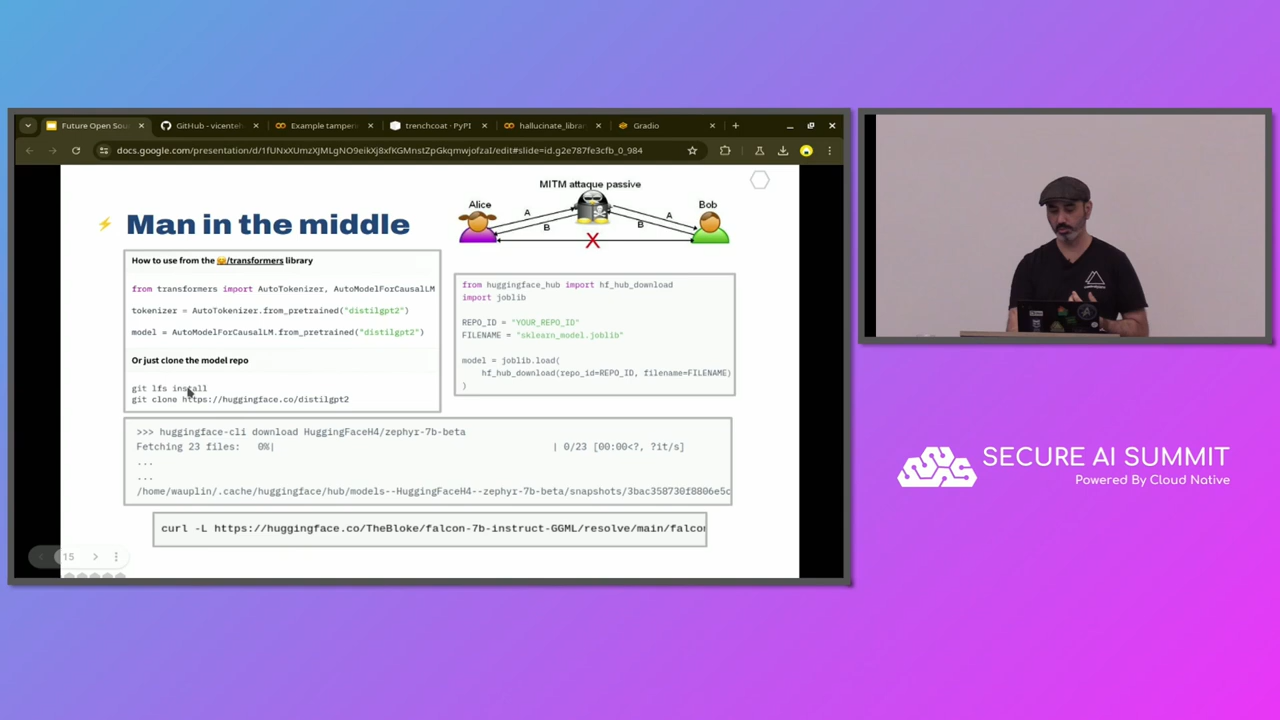 Future Open Sou
GitHub - vicenteh
Example tamperin
trenchcoat · PyPI
hallucinate_librar
Gradio
docs.google.com/presentation/d/1fUNxXUmzXJMLgNO9eikXj8xfKGMnstZpGkqmwjofzaI/edit#slide=id.g2e787fe3cfb_0_984
MITM attaque passive
Alice
Bob
A
A
B
B
Man in the middle
How to use from the /transformers library
from transformers import AutoTokenizer, AutoModelForCausalLM
tokenizer = AutoTokenizer.from_pretrained("distilgpt2")
model = AutoModelForCausalLM.from_pretrained("distilgpt2")
Or just clone the model repo
git lfs install
git clone https://huggingface.co/distilgpt2
from huggingface_hub import hf_hub_download
import joblib
REPO_ID = "YOUR_REPO_ID"
FILENAME = "sklearn_model.joblib"
model = joblib.load(
hf_hub_download(repo_id=REPO_ID, filename=FILENAME)
)
>>> huggingface-cli download HuggingFaceH4/zephyr-7b-beta
Fetching 23 files: 0%| | 0/23 [00:00<?, ?it/s]
...
...
/home/wauplin/.cache/huggingface/hub/models--HuggingFaceH4--zephyr-7b-beta/snapshots/3bac358730f8806e5c
curl -L https://huggingface.co/TheBloke/falcon-7b-instruct-GGML/resolve/main/falcon
15
SECURE AI SUMMIT
Powered By Cloud Native